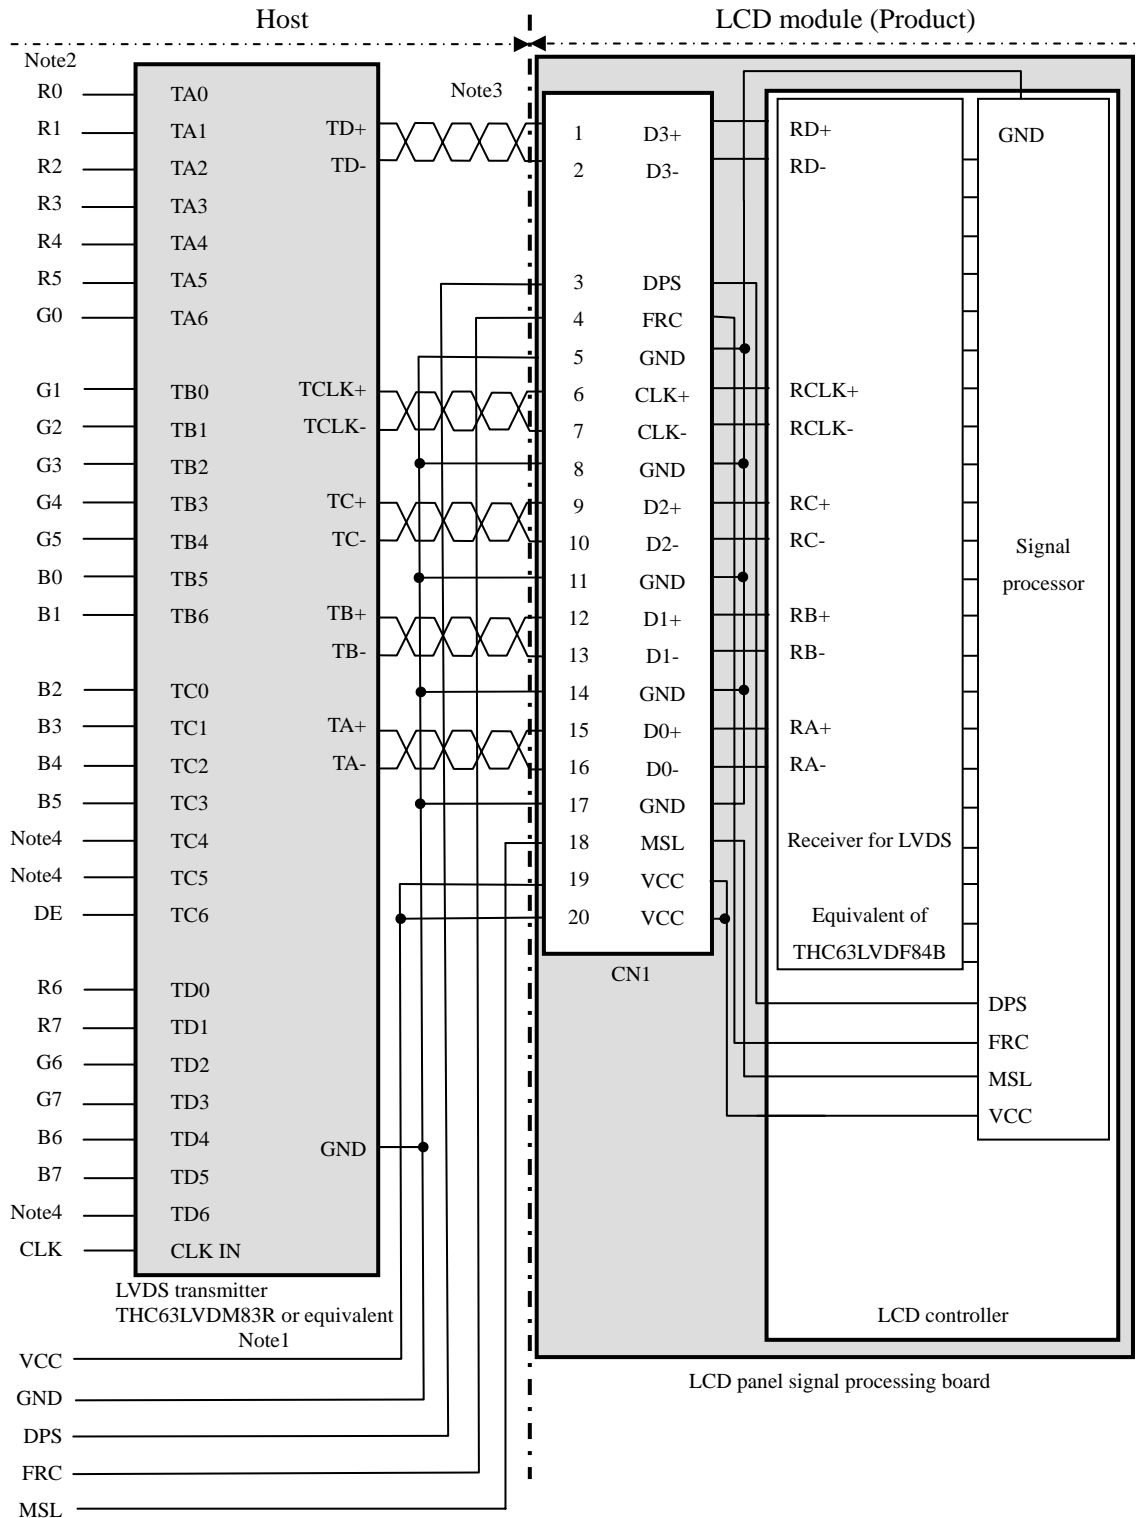 Host
LCD module (Product)
Note2
R0 TA0
R1 TA1
R2 TA2
R3 TA3
R4 TA4
R5 TA5
G0 TA6
G1 TB0
G2 TB1
G3 TB2
G4 TB3
G5 TB4
B0 TB5
B1 TB6
B2 TC0
B3 TC1
B4 TC2
B5 TC3
Note4 TC4
Note4 TC5
DE TC6
R6 TD0
R7 TD1
G6 TD2
G7 TD3
B6 TD4
B7 TD5
Note4 TD6
CLK CLK IN
TD+
TD-
TCLK+
TCLK-
TC+
TC-
TB+
TB-
TA+
TA-
GND
LVDS transmitter
THC63LVDM83R or equivalent
Note1
VCC
GND
DPS
FRC
MSL
Note3
1 D3+
2 D3-
3 DPS
4 FRC
5 GND
6 CLK+
7 CLK-
8 GND
9 D2+
10 D2-
11 GND
12 D1+
13 D1-
14 GND
15 D0+
16 D0-
17 GND
18 MSL
19 VCC
20 VCC
CN1
RD+
RD-
RCLK+
RCLK-
RC+
RC-
RB+
RB-
RA+
RA-
Receiver for LVDS
Equivalent of
THC63LVDF84B
GND
Signal
processor
DPS
FRC
MSL
VCC
LCD controller
LCD panel signal processing board